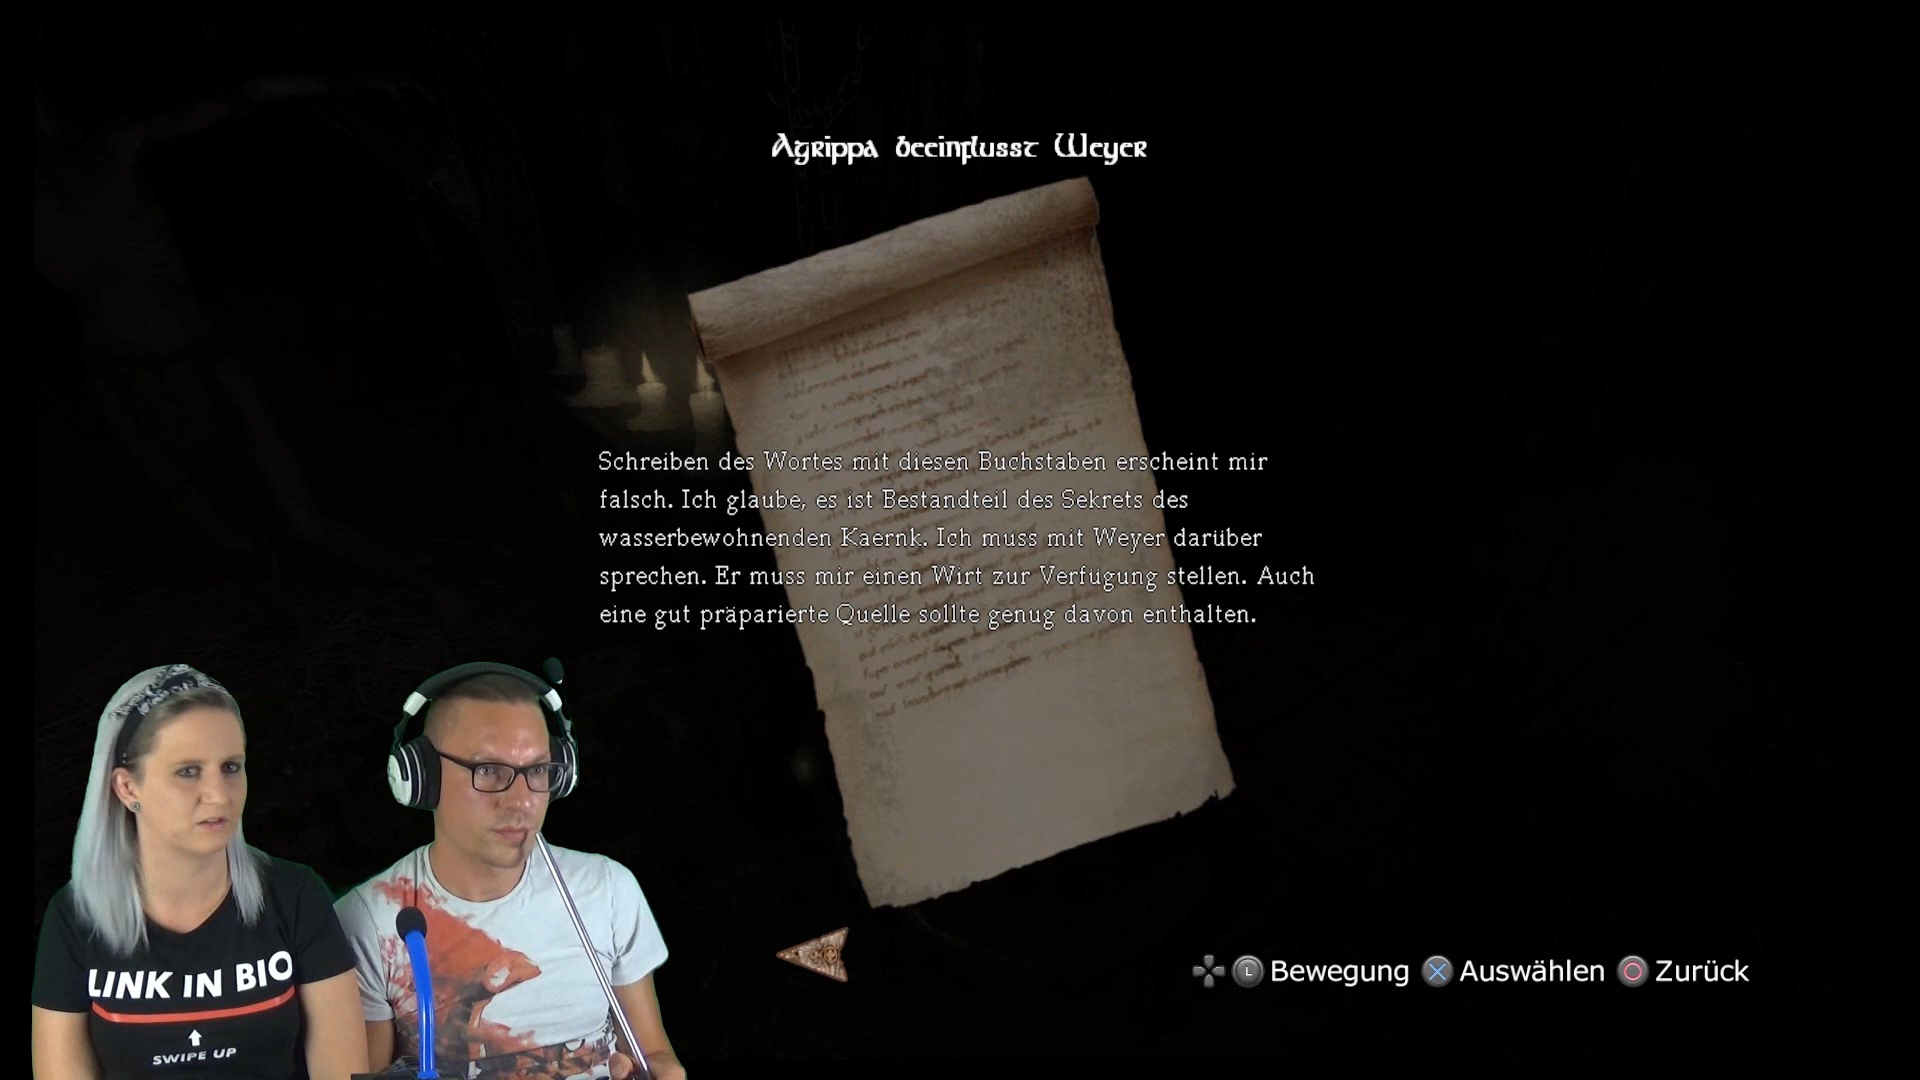 Agrippa beeinflusst Weyer
Schreiben des Wortes mit diesen Buchstaben erscheint mir
falsch. Ich glaube, es ist Bestandteil des Sekrets des
wasserbewohnenden Kaernk. Ich muss mit Weyer darüber
sprechen. Er muss mir einen Wirt zur Verfügung stellen. Auch
eine gut präparierte Quelle sollte genug davon enthalten.
LINK IN BIO
SWIPE UP
L Bewegung Auswählen Zurück